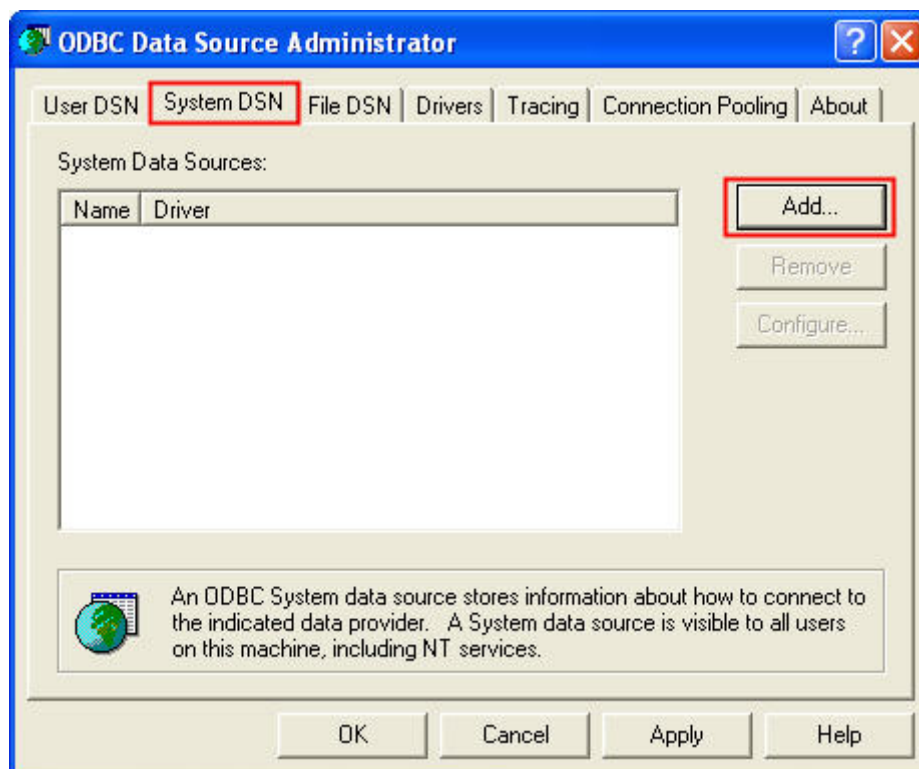 ODBC Data Source Administrator
User DSN System DSN File DSN Drivers Tracing Connection Pooling About
System Data Sources:
Name Driver
Add...
Remove
Configure...
An ODBC System data source stores information about how to connect to
the indicated data provider. A System data source is visible to all users
on this machine, including NT services.
OK Cancel Apply Help